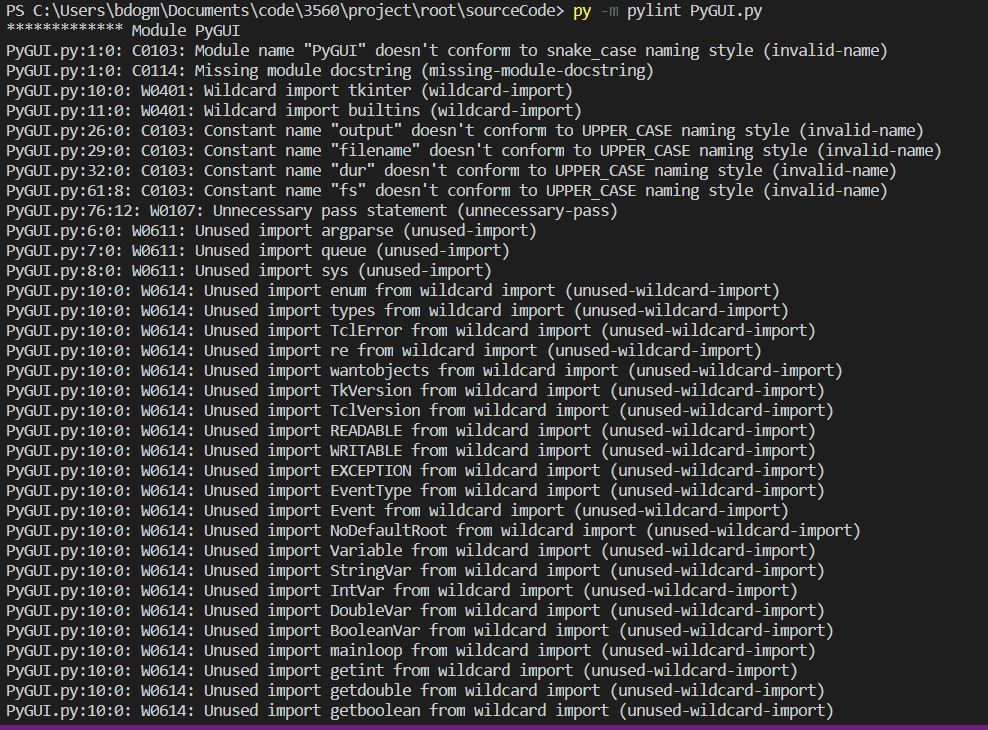 PS C:\Users\bdogm\Documents\code\3560\project\root\sourceCode> py -m pylint PyGUI.py
************* Module PyGUI
PyGUI.py:1:0: C0103: Module name "PyGUI" doesn't conform to snake_case naming style (invalid-name)
PyGUI.py:1:0: C0114: Missing module docstring (missing-module-docstring)
PyGUI.py:10:0: W0401: Wildcard import tkinter (wildcard-import)
PyGUI.py:11:0: W0401: Wildcard import builtins (wildcard-import)
PyGUI.py:26:0: C0103: Constant name "output" doesn't conform to UPPER_CASE naming style (invalid-name)
PyGUI.py:29:0: C0103: Constant name "filename" doesn't conform to UPPER_CASE naming style (invalid-name)
PyGUI.py:32:0: C0103: Constant name "dur" doesn't conform to UPPER_CASE naming style (invalid-name)
PyGUI.py:61:8: C0103: Constant name "fs" doesn't conform to UPPER_CASE naming style (invalid-name)
PyGUI.py:76:12: W0107: Unnecessary pass statement (unnecessary-pass)
PyGUI.py:6:0: W0611: Unused import argparse (unused-import)
PyGUI.py:7:0: W0611: Unused import queue (unused-import)
PyGUI.py:8:0: W0611: Unused import sys (unused-import)
PyGUI.py:10:0: W0614: Unused import enum from wildcard import (unused-wildcard-import)
PyGUI.py:10:0: W0614: Unused import types from wildcard import (unused-wildcard-import)
PyGUI.py:10:0: W0614: Unused import TclError from wildcard import (unused-wildcard-import)
PyGUI.py:10:0: W0614: Unused import re from wildcard import (unused-wildcard-import)
PyGUI.py:10:0: W0614: Unused import wantobjects from wildcard import (unused-wildcard-import)
PyGUI.py:10:0: W0614: Unused import TkVersion from wildcard import (unused-wildcard-import)
PyGUI.py:10:0: W0614: Unused import TclVersion from wildcard import (unused-wildcard-import)
PyGUI.py:10:0: W0614: Unused import READABLE from wildcard import (unused-wildcard-import)
PyGUI.py:10:0: W0614: Unused import WRITABLE from wildcard import (unused-wildcard-import)
PyGUI.py:10:0: W0614: Unused import EXCEPTION from wildcard import (unused-wildcard-import)
PyGUI.py:10:0: W0614: Unused import EventType from wildcard import (unused-wildcard-import)
PyGUI.py:10:0: W0614: Unused import Event from wildcard import (unused-wildcard-import)
PyGUI.py:10:0: W0614: Unused import NoDefaultRoot from wildcard import (unused-wildcard-import)
PyGUI.py:10:0: W0614: Unused import Variable from wildcard import (unused-wildcard-import)
PyGUI.py:10:0: W0614: Unused import StringVar from wildcard import (unused-wildcard-import)
PyGUI.py:10:0: W0614: Unused import IntVar from wildcard import (unused-wildcard-import)
PyGUI.py:10:0: W0614: Unused import DoubleVar from wildcard import (unused-wildcard-import)
PyGUI.py:10:0: W0614: Unused import BooleanVar from wildcard import (unused-wildcard-import)
PyGUI.py:10:0: W0614: Unused import mainloop from wildcard import (unused-wildcard-import)
PyGUI.py:10:0: W0614: Unused import getint from wildcard import (unused-wildcard-import)
PyGUI.py:10:0: W0614: Unused import getdouble from wildcard import (unused-wildcard-import)
PyGUI.py:10:0: W0614: Unused import getboolean from wildcard import (unused-wildcard-import)